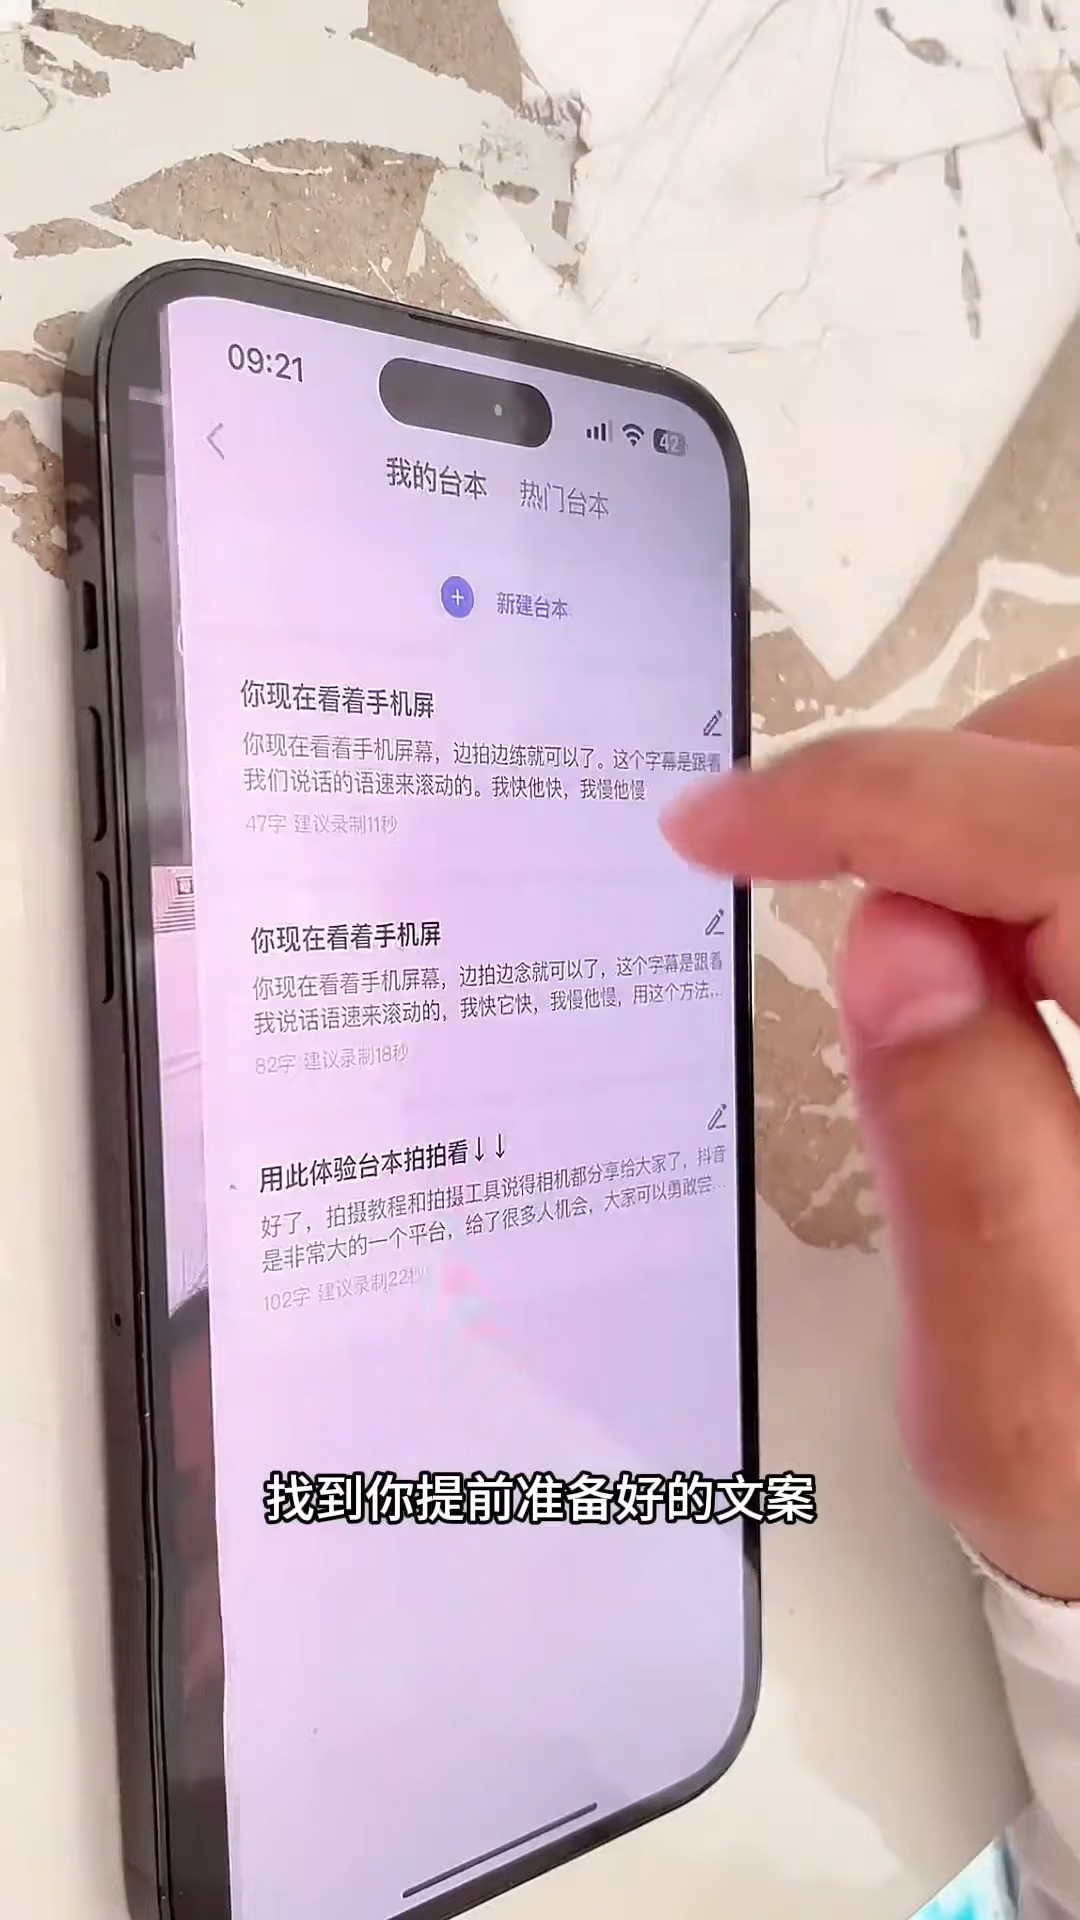 09:21
42
我的台本 热门台本
新建台本
你现在看着手机屏
你现在看着手机屏幕，边拍边练就可以了。这个字幕是跟着
我们说话的语速来滚动的。我快他快，我慢他慢
47字 建议录制11秒
你现在看着手机屏
你现在看着手机屏幕，边拍边念就可以了，这个字幕是跟着
我说话语速来滚动的，我快它快，我慢他慢，用这个方法...
82字 建议录制18秒
用此体验台本拍拍看↓↓
好了，拍摄教程和拍摄工具说得相机都分享给大家了，抖音
是非常大的一个平台，给了很多人机会，大家可以勇敢尝...
102字 建议录制22秒
找到你提前准备好的文案